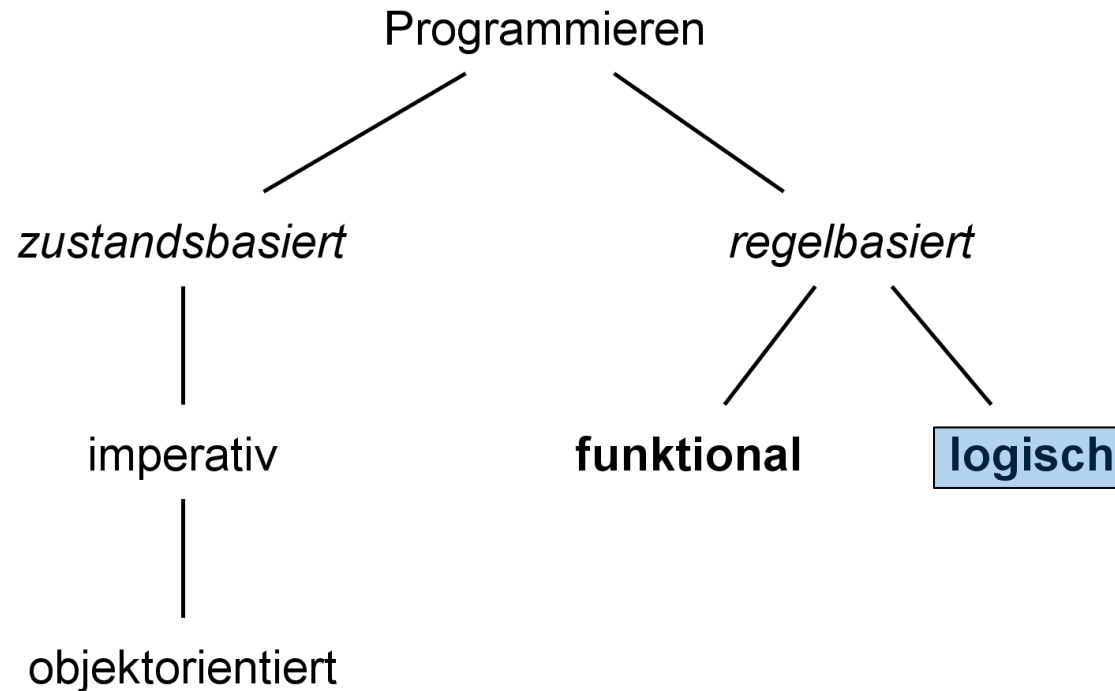 Programmieren
zustandsbasiert
regelbasiert
imperativ
funktional
logisch
objektorientiert